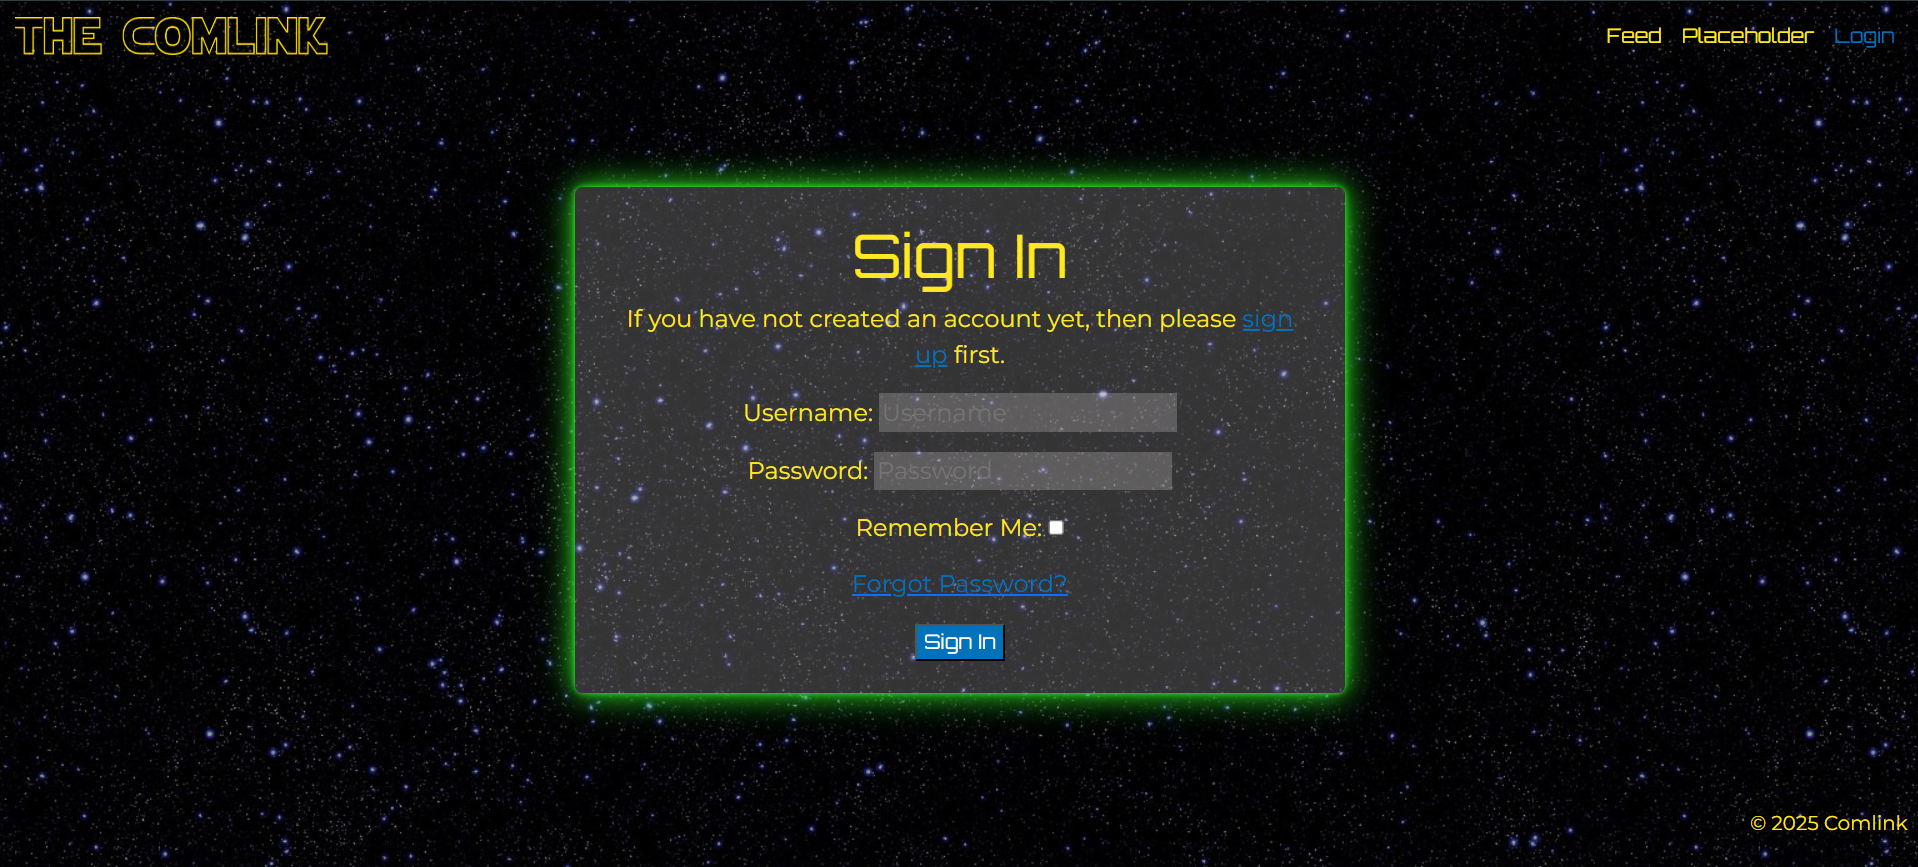 THE COMLINK
Feed Placeholder Login
Sign In
If you have not created an account yet, then please sign
up first.
Username: Username
Password: Password
Remember Me:
Forgot Password?
Sign In
© 2025 Comlink